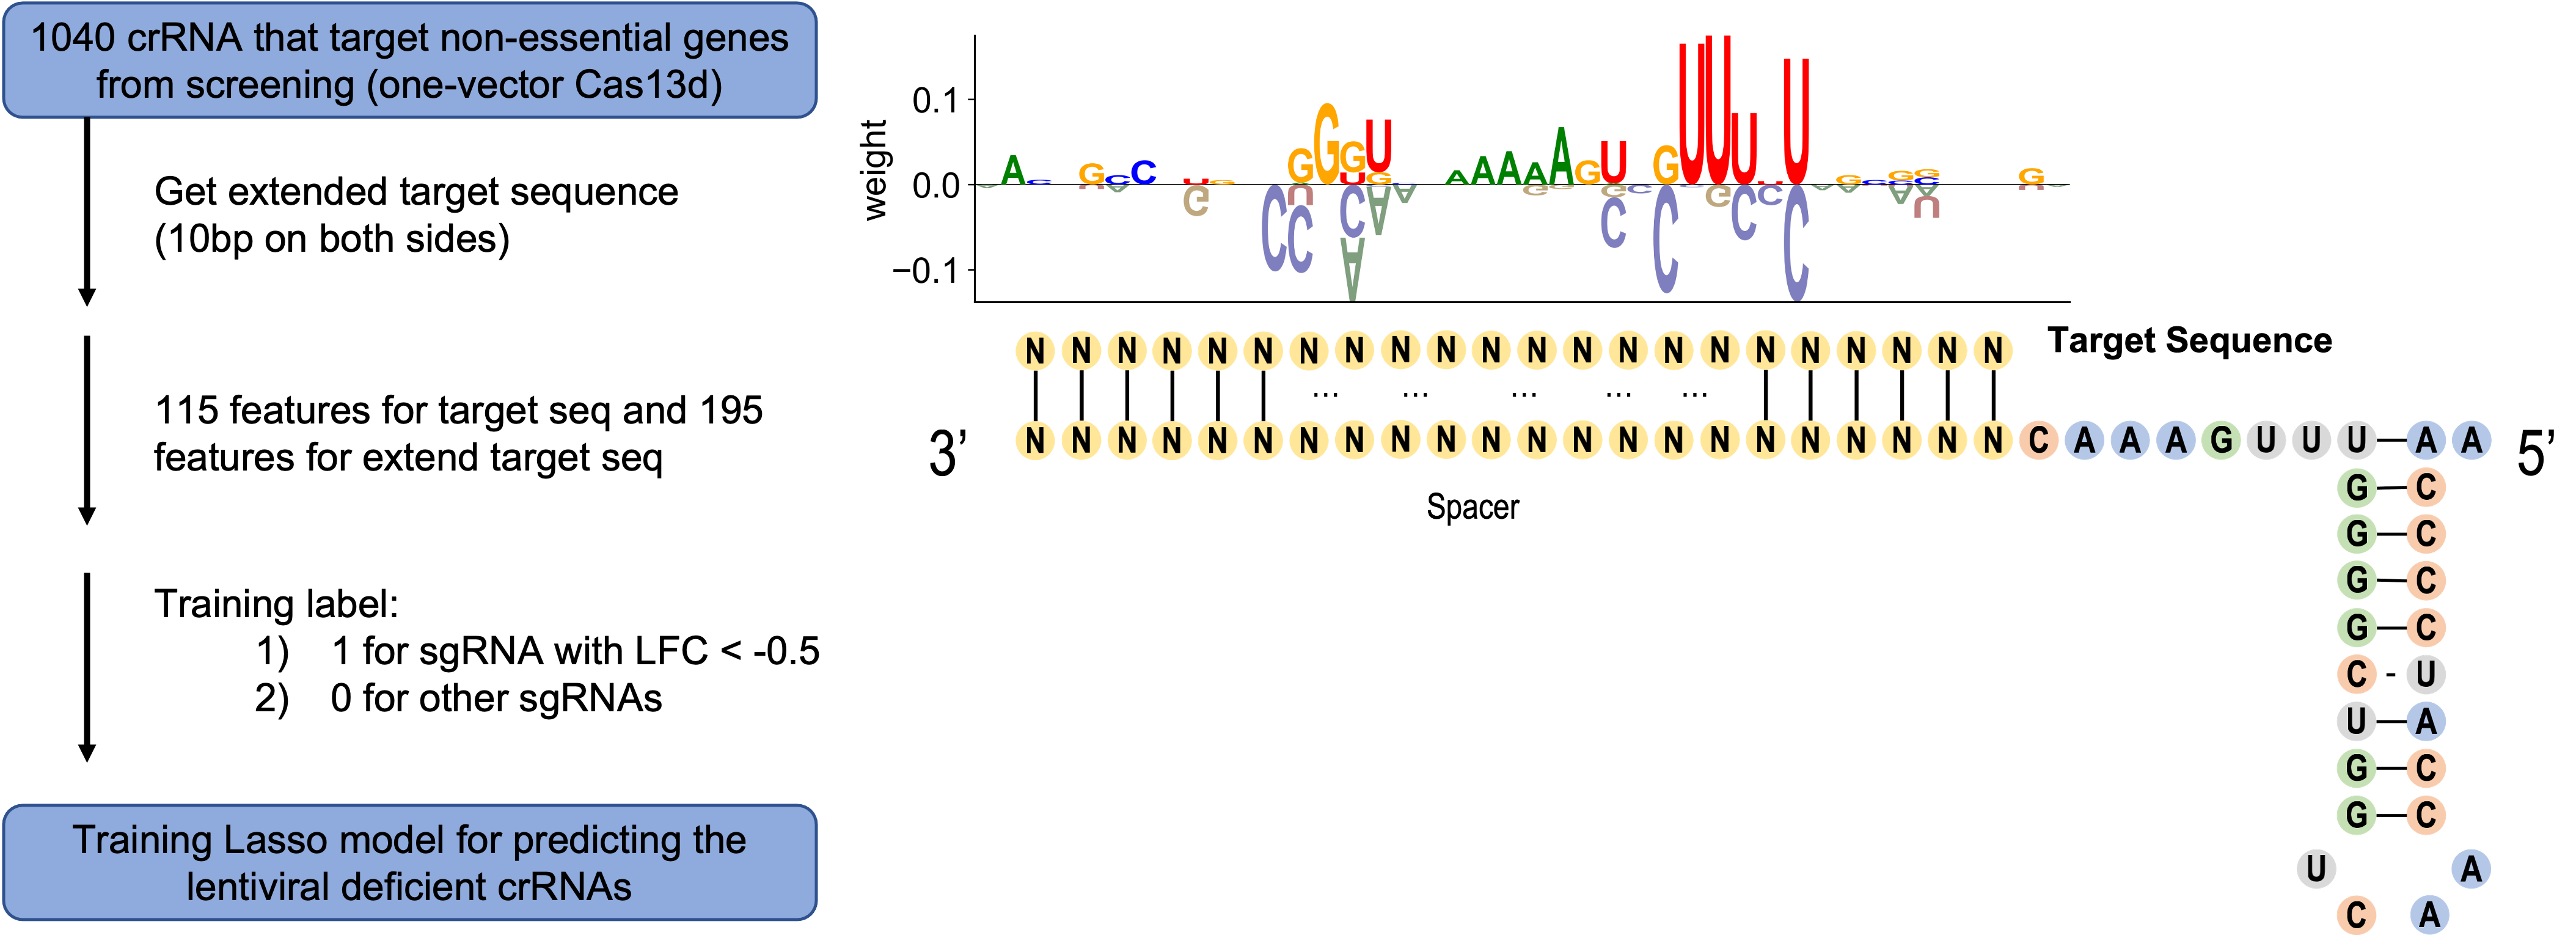 1040 crRNA that target non-essential genes
from screening (one-vector Cas13d)
Get extended target sequence
(10bp on both sides)
115 features for target seq and 195
features for extend target seq
Training label:
1) 1 for sgRNA with LFC < -0.5
2) 0 for other sgRNAs
Training Lasso model for predicting the
lentiviral deficient crRNAs
weight
0.1
0.0
−0.1
N N N N N N N N N N N N N N N N N N N N N N
Target Sequence
... ... ... ... ...
3’ N N N N N N N N N N N N N N N N N N N N N N C A A A G U U U A A 5’
Spacer
G C
G C
G C
G C
C - U
U A
G C
G C
U A
C A